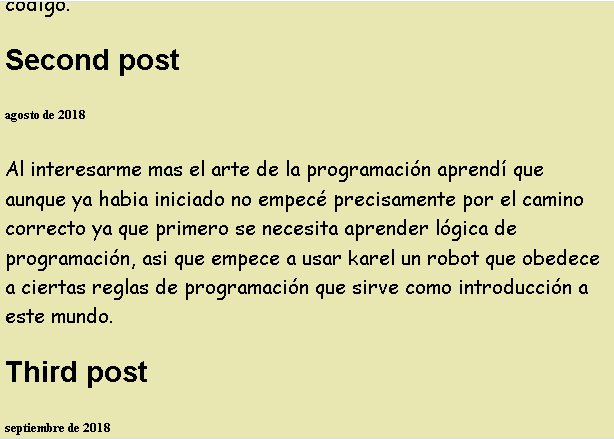 código.
Second post
agosto de 2018
Al interesarme mas el arte de la programación aprendí que
aunque ya habia iniciado no empecé precisamente por el camino
correcto ya que primero se necesita aprender lógica de
programación, asi que empece a usar karel un robot que obedece
a ciertas reglas de programación que sirve como introducción a
este mundo.
Third post
septiembre de 2018